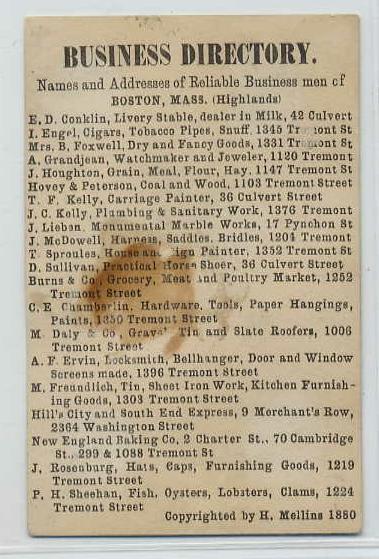 BUSINESS DIRECTORY.
Names and Addresses of Reliable Business men of
BOSTON, MASS. (Highlands)
E. D. Conklin, Livery Stable, dealer in Milk, 42 Culvert
I. Engel, Cigars, Tobacco Pipes, Snuff, 1345 Tremont St
Mrs. B, Foxwell, Dry and Fancy Goods, 1331 Tremont St,
A, Grandjean, Watchmaker and Jeweler, 1120 Tremont
J. Houghton, Grain, Meal, Flour, Hay. 1147 Tremont St
Hovey & Peterson, Coal and Wood, 1103 Tremont Street
T. F. Kelly, Carriage Painter, 36 Culvert Street
J. C. Kelly, Plumbing & Sanitary Work, 1376 Tremont
J, Lieben. Monumental Marble Works, 17 Pynchon St
J. McDowell, Harness, Saddles. Bridles, 1204 Tremont
T. Sproules, House an Sign Painter, 1352 Tremont St
D. Sullivan, Practical Horse Shoer, 36 Culvert Street
Burns & Co, Grocery, Meat and Poultry Market, 1252
Tremont Street
C. E Chamberlin, Hardware, Tools, Paper Hangings,
Paints, 1350 Tremont Street
M. Daly & Co, Gravel Tin and Slate Roofers, 1006
Tremont Street
A. F. Ervin, Locksmith, Bellhanger, Door and Window
Screens made, 1396 Tremont Street
M. Freundlich, Tin, Sheet Iron Work, Kitchen Furnish-
ing Goods, 1303 Tremont Street
Hill's City and South End Express, 9 Merchant's Row,
2364 Washington Street
New England Baking Co, 2 Charter St., 70 Cambridge
St., 299 & 1088 Tremont St
J. Rosenburg, Hats, Caps, Furnishing Goods, 1219
Tremont Street
P. H. Sheehan, Fish, Oysters, Lobsters, Clams, 1224
Tremont Street
Copyrighted by H. Mellins 1880